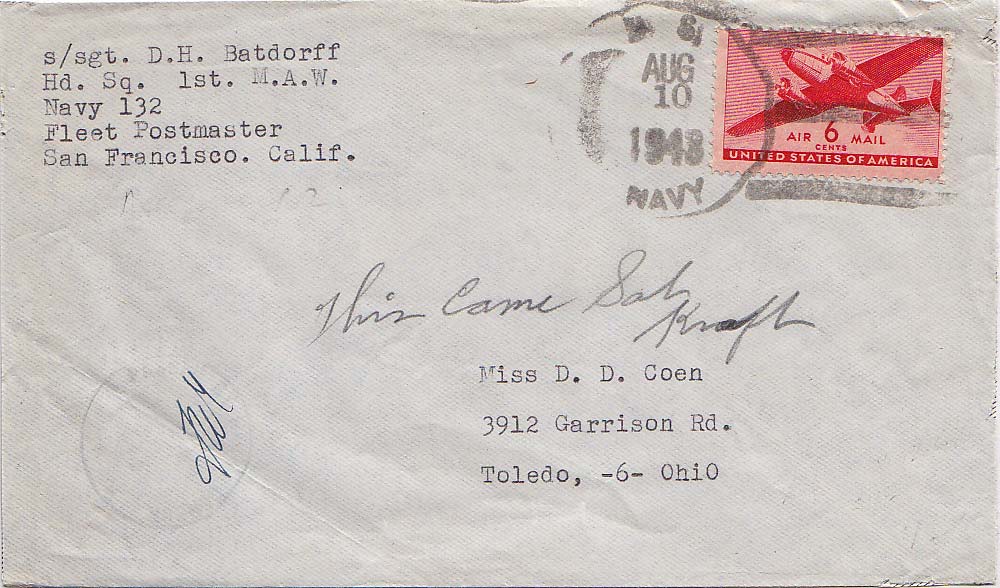 s/sgt. D.H. Batdorff
Hd. Sq.  1st. M.A.W.
Navy 132
Fleet Postmaster
San Francisco. Calif.
AUG
10
1943
NAVY
AIR 6 MAIL
CENTS
UNITED STATES OF AMERICA
This Came Sat
Kraft
Miss D. D. Coen
3912 Garrison Rd.
Toledo, -6- OhiO